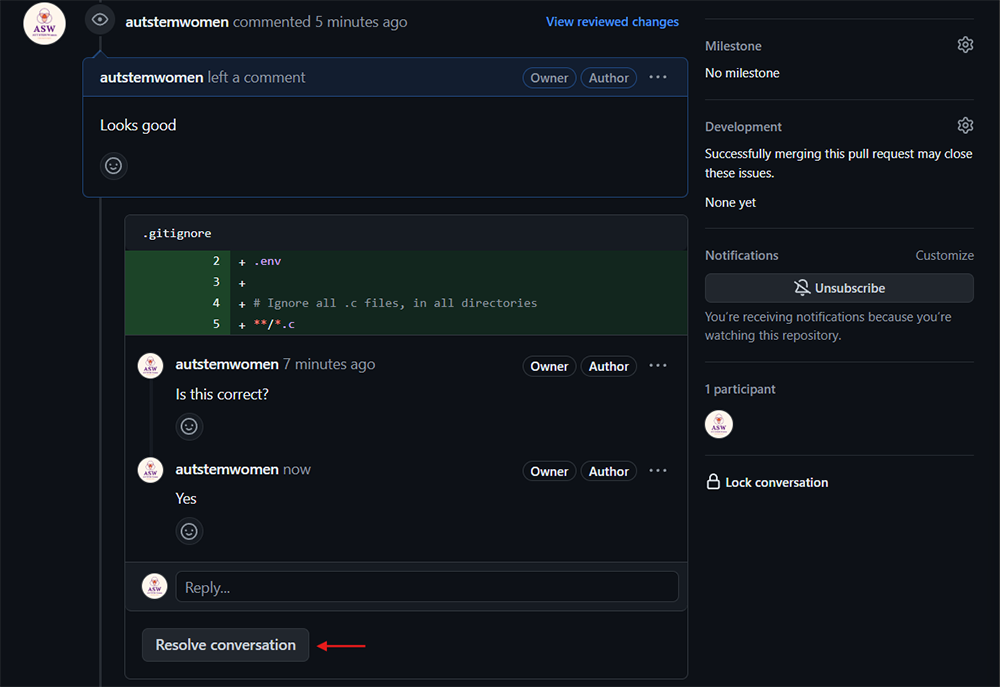 ASW
autstemwomen commented 5 minutes ago
View reviewed changes
autstemwomen left a comment
Owner
Author
Looks good
.gitignore
2 + .env
3 +
4 + # Ignore all .c files, in all directories
5 + **/*.c
ASW
autstemwomen 7 minutes ago
Owner
Author
Is this correct?
ASW
autstemwomen now
Owner
Author
Yes
ASW
Reply...
Resolve conversation
Milestone
No milestone
Development
Successfully merging this pull request may close
these issues.
None yet
Notifications
Customize
Unsubscribe
You're receiving notifications because you're
watching this repository.
1 participant
ASW
Lock conversation